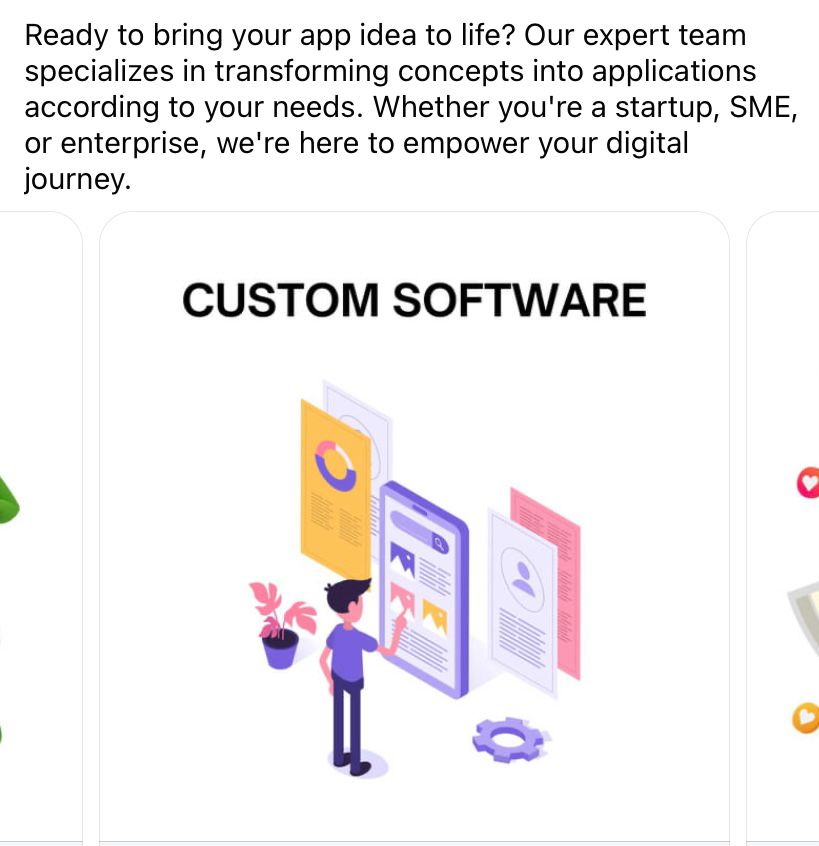 Ready to bring your app idea to life? Our expert team
specializes in transforming concepts into applications
according to your needs. Whether you're a startup, SME,
or enterprise, we're here to empower your digital
journey.
CUSTOM SOFTWARE